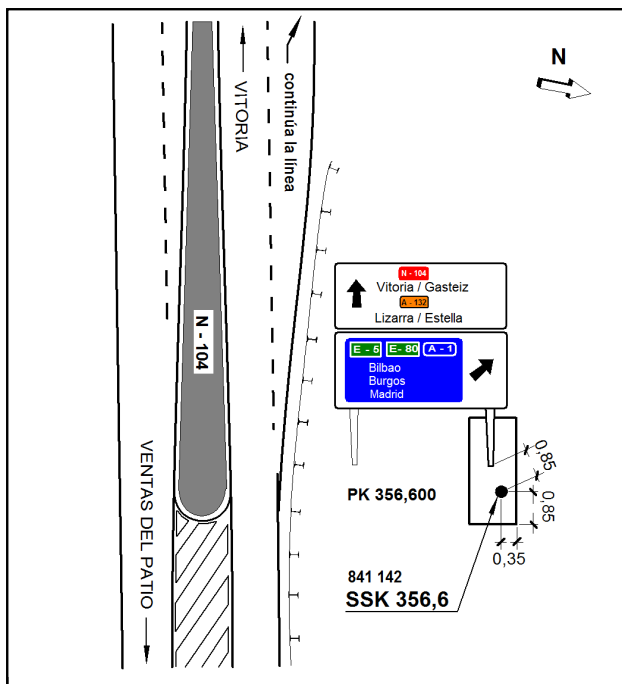 VITORIA
continúa la línea
N
N - 104
Vitoria / Gasteiz
A - 132
Lizarra / Estella
E - 5 E - 80 A - 1
Bilbao
Burgos
Madrid
N - 104
VENTAS DEL PATIO
PK 356,600
0,85
0,85
0,35
841 142
SSK 356,6